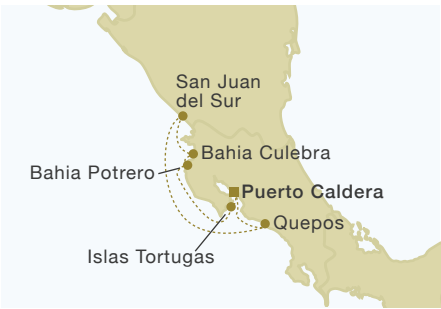 San Juan
del Sur
Bahia Culebra
Bahia Potrero
Puerto Caldera
Quepos
Islas Tortugas